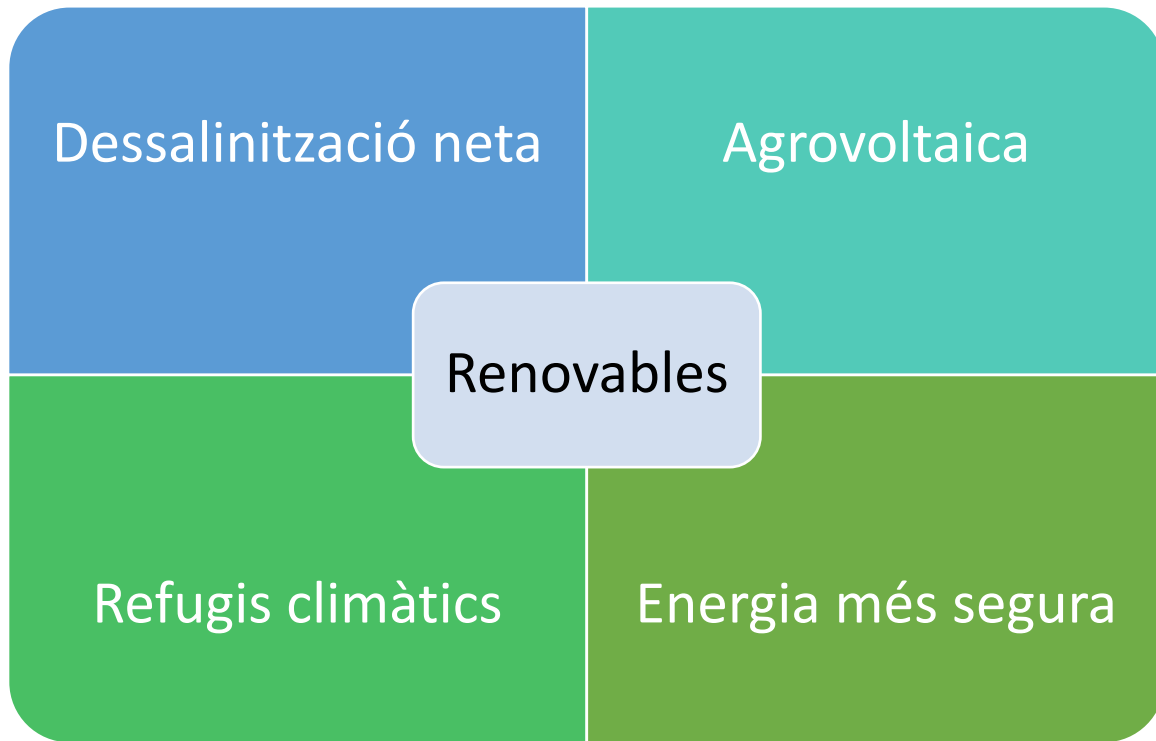 Dessalinització neta
Agrovoltaica
Renovables
Refugis climàtics
Energia més segura